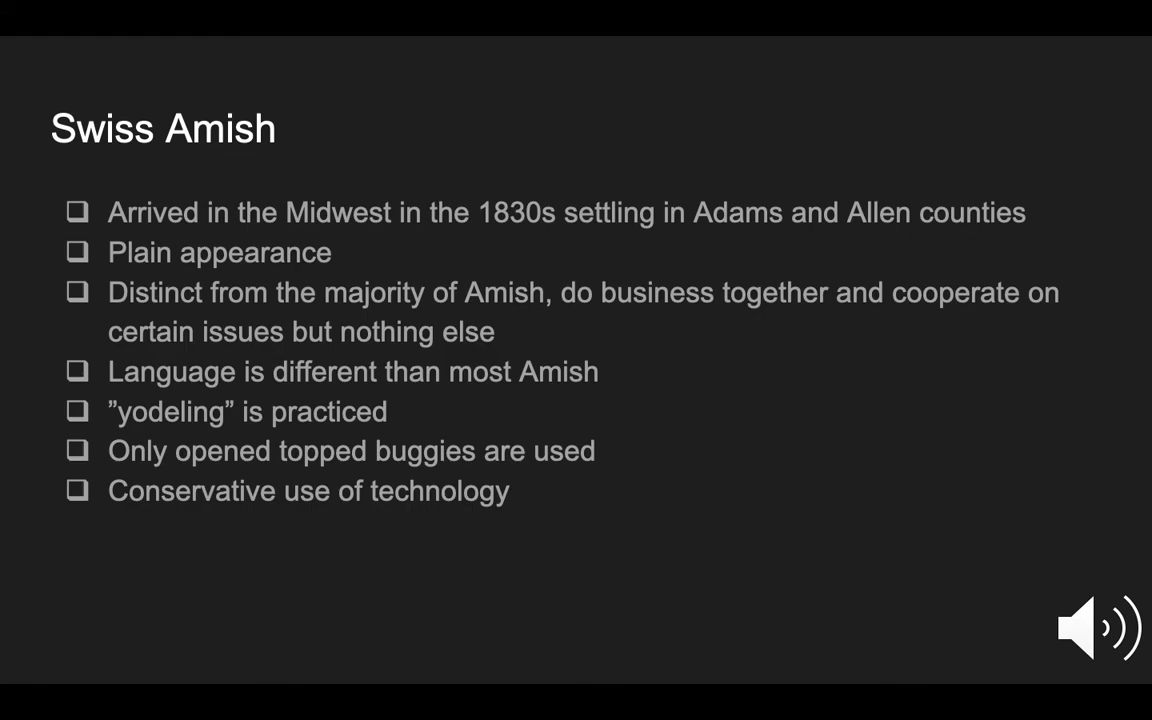 Swiss Amish
❑ Arrived in the Midwest in the 1830s settling in Adams and Allen counties
❑ Plain appearance
❑ Distinct from the majority of Amish, do business together and cooperate on
certain issues but nothing else
❑ Language is different than most Amish
❑ ”yodeling” is practiced
❑ Only opened topped buggies are used
❑ Conservative use of technology